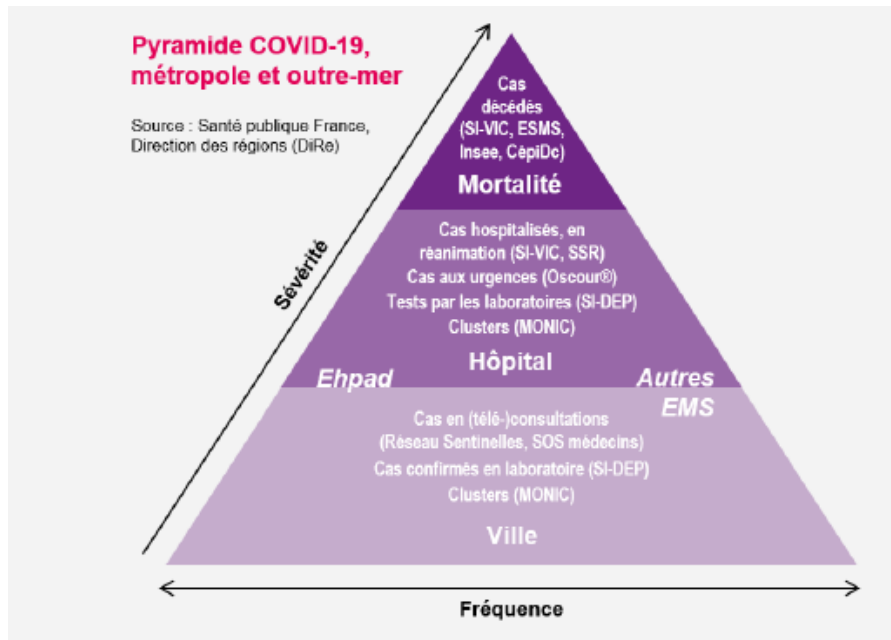 Pyramide COVID-19,
métropole et outre-mer
Source : Santé publique France,
Direction des régions (DiRe)
Cas
décédés
(SI-VIC, ESMS,
Insee, CépiDc)
Mortalité
Cas hospitalisés, en
réanimation (SI-VIC, SSR)
Cas aux urgences (Oscour®)
Tests par les laboratoires (SI-DEP)
Clusters (MONIC)
Hôpital
Ehpad
Autres
EMS
Cas en (télé-)consultations
(Réseau Sentinelles, SOS médecins)
Cas confirmés en laboratoire (SI-DEP)
Clusters (MONIC)
Ville
Sévérité
Fréquence